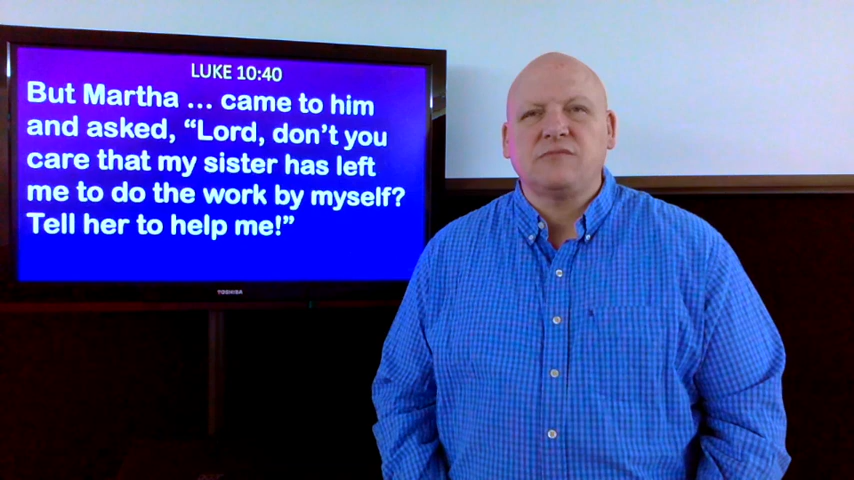 LUKE 10:40
But Martha ... came to him
and asked, “Lord, don’t you
care that my sister has left
me to do the work by myself?
Tell her to help me!”
TOSHIBA